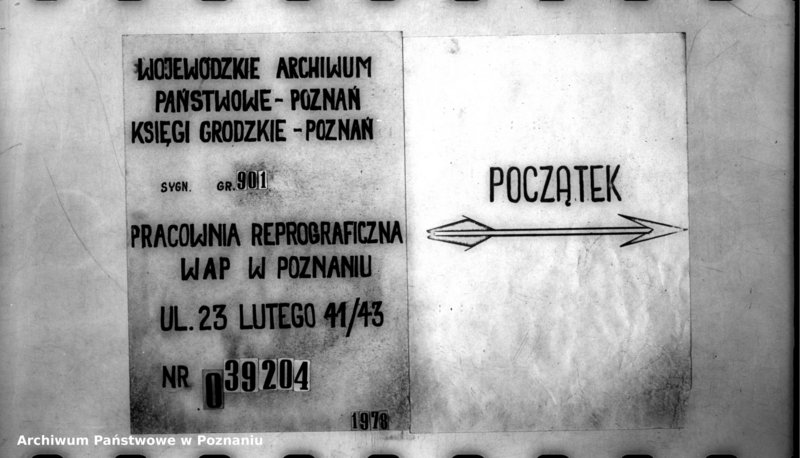 WOJEWÓDZKIE ARCHIWUM
PAŃSTWOWE - POZNAŃ
KSIĘGI GRODZKIE - POZNAŃ
SYGN. GR. 901
PRACOWNIA REPROGRAFICZNA
WAP W POZNANIU
UL. 23 LUTEGO 41/43
NR 039204
1978
POCZĄTEK
Archiwum Państwowe w Poznaniu